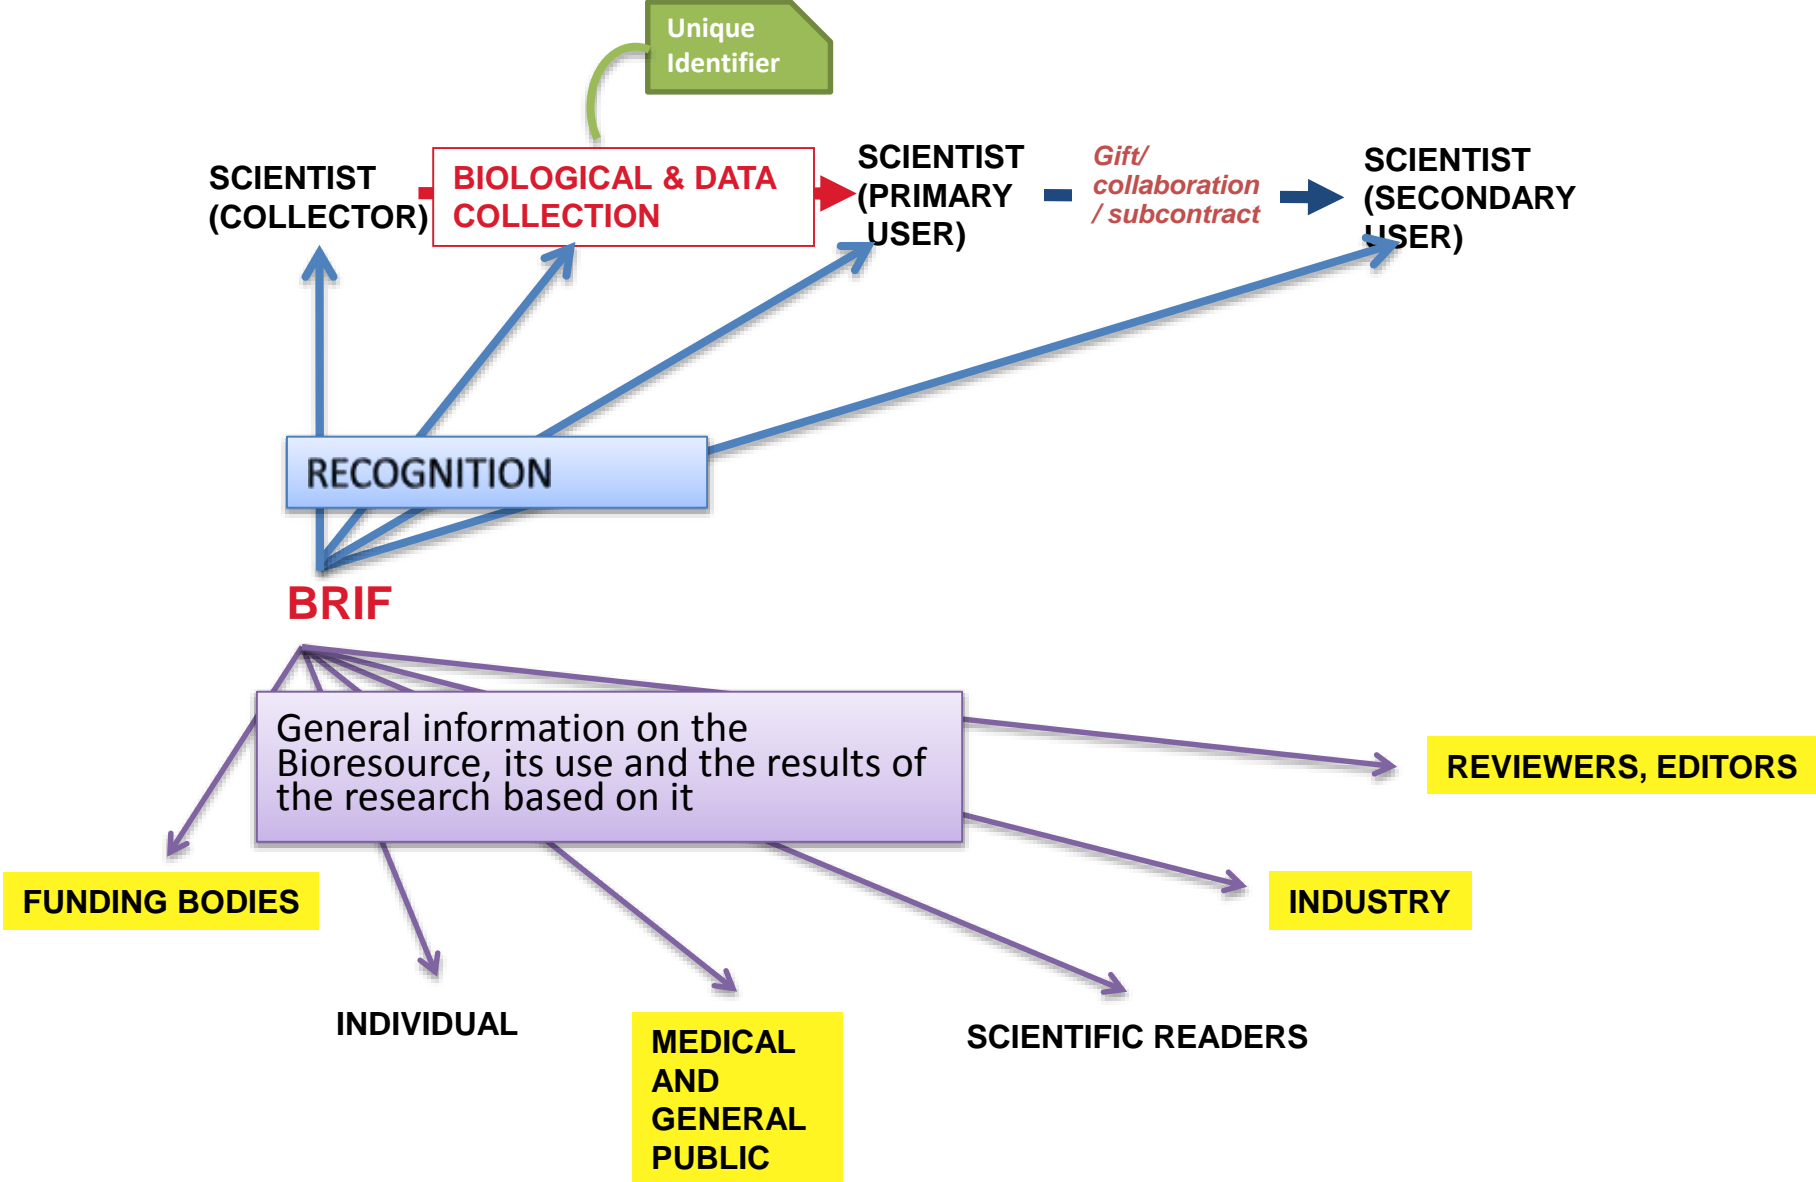 Unique
Identifier
SCIENTIST
(COLLECTOR)
BIOLOGICAL & DATA
COLLECTION
SCIENTIST
(PRIMARY
USER)
Gift/
collaboration
/ subcontract
SCIENTIST
(SECONDARY
USER)
RECOGNITION
BRIF
General information on the
Bioresource, its use and the results of
the research based on it
REVIEWERS, EDITORS
FUNDING BODIES
INDUSTRY
INDIVIDUAL
MEDICAL
AND
GENERAL
PUBLIC
SCIENTIFIC READERS